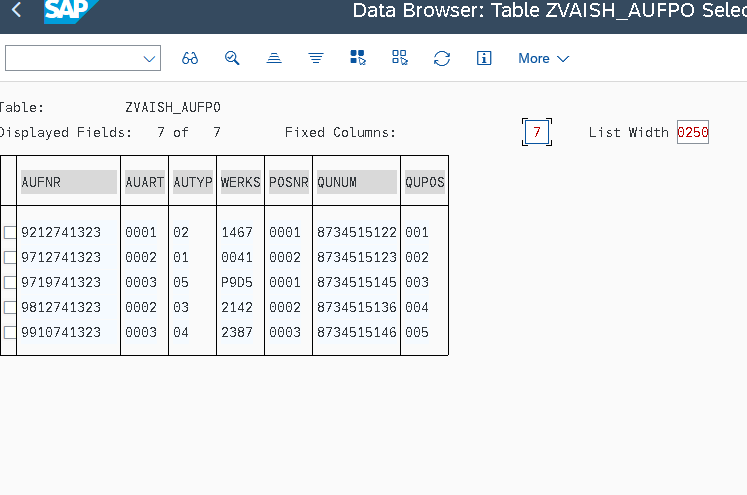 SAP Data Browser: Table ZVAISH_AUFPO Selec
More
Table: ZVAISH_AUFPO
Displayed Fields: 7 of 7 Fixed Columns: 7 List Width 0250
AUFNR AUART AUTYP WERKS POSNR QUNUM QUPOS
9212741323 0001 02 1467 0001 8734515122 001
9712741323 0002 01 0041 0002 8734515123 002
9719741323 0003 05 P9D5 0001 8734515145 003
9812741323 0002 03 2142 0002 8734515136 004
9910741323 0003 04 2387 0003 8734515146 005